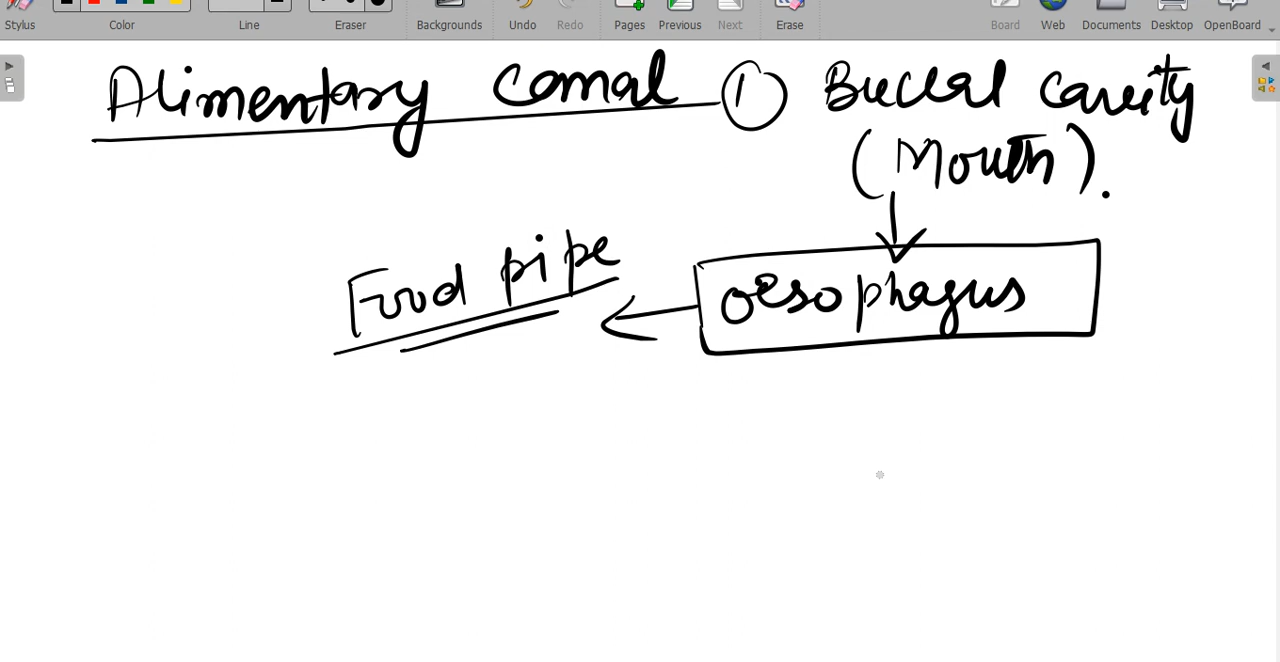 Stylus Color Line Eraser Backgrounds Undo Redo Pages Previous Next Erase Board Web Documents Desktop OpenBoard
Alimentary Comal ① Buccal cavity
(Mouth).
Oesophagus
Food pipe